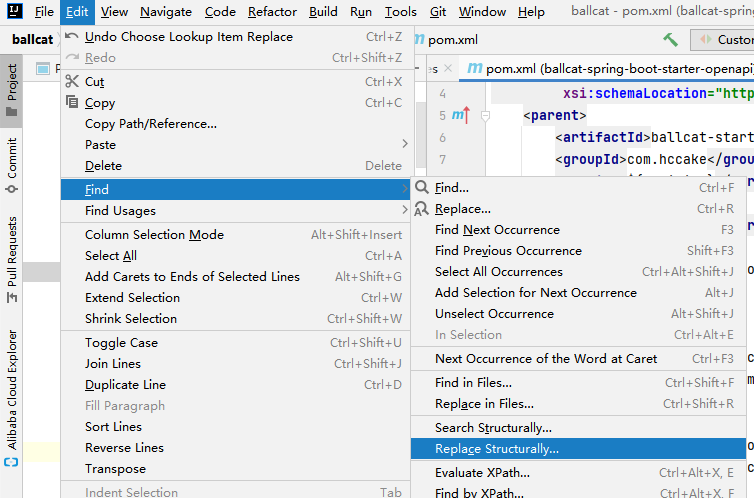 File Edit View Navigate Code Refactor Build Run Tools Git Window Help ballcat - pom.xml (ballcat-spring
ballcat
pom.xml
Custom
Project
Commit
Pull Requests
Alibaba Cloud Explorer
Undo Choose Lookup Item Replace Ctrl+Z
Redo Ctrl+Shift+Z
Cut Ctrl+X
Copy Ctrl+C
Copy Path/Reference...
Paste
Delete Delete
Find
Find Usages
Column Selection Mode Alt+Shift+Insert
Select All Ctrl+A
Add Carets to Ends of Selected Lines Alt+Shift+G
Extend Selection Ctrl+W
Shrink Selection Ctrl+Shift+W
Toggle Case Ctrl+Shift+U
Join Lines Ctrl+Shift+J
Duplicate Line Ctrl+D
Fill Paragraph
Sort Lines
Reverse Lines
Transpose
Indent Selection Tab
pom.xml (ballcat-spring-boot-starter-openapi)
4 xsi:schemaLocation="http
5 <parent>
6 <artifactId>ballcat-start
7 <groupId>com.hccake</group
Find... Ctrl+F
Replace... Ctrl+R
Find Next Occurrence F3
Find Previous Occurrence Shift+F3
Select All Occurrences Ctrl+Alt+Shift+J
Add Selection for Next Occurrence Alt+J
Unselect Occurrence Alt+Shift+J
In Selection Ctrl+Alt+E
Next Occurrence of the Word at Caret Ctrl+F3
Find in Files... Ctrl+Shift+F
Replace in Files... Ctrl+Shift+R
Search Structurally...
Replace Structurally...
Evaluate XPath... Ctrl+Alt+X, E
Find by XPath... Ctrl+Alt+X, F